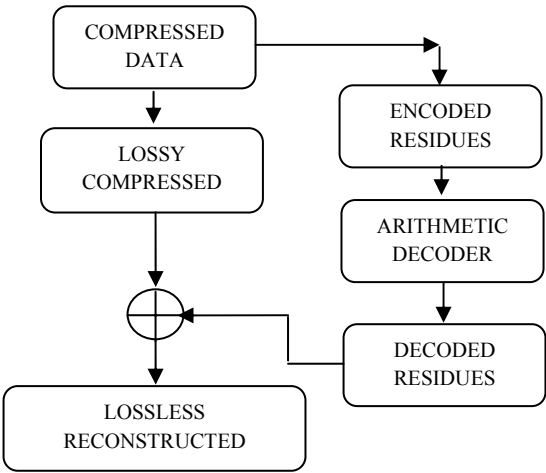 COMPRESSED
DATA
ENCODED
RESIDUES
LOSSY
COMPRESSED
ARITHMETIC
DECODER
DECODED
RESIDUES
LOSSLESS
RECONSTRUCTED